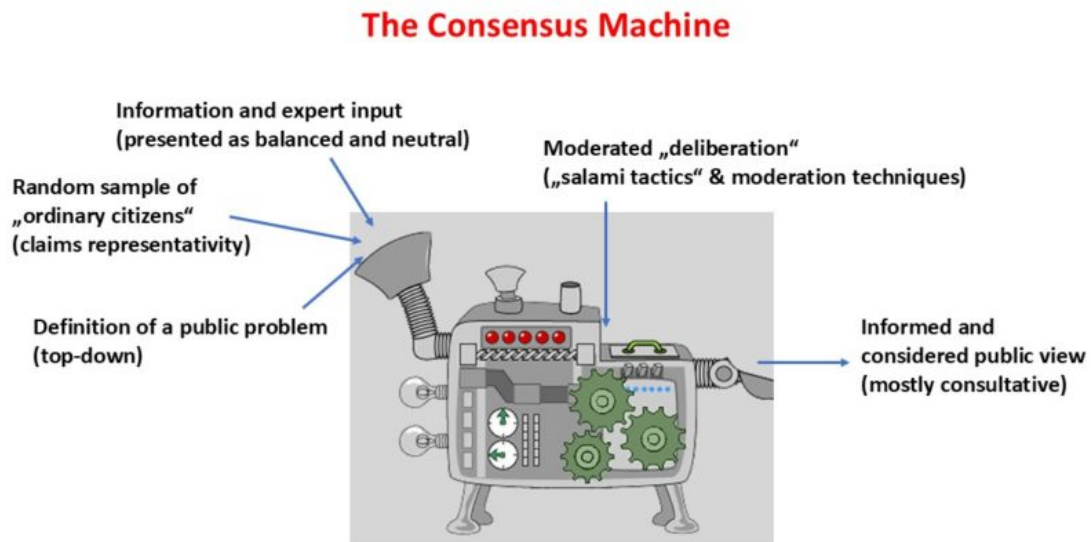 The Consensus Machine
Information and expert input
(presented as balanced and neutral)
Random sample of
„ordinary citizens“
(claims representativity)
Definition of a public problem
(top-down)
Moderated „deliberation“
(„salami tactics“ & moderation techniques)
Informed and
considered public view
(mostly consultative)